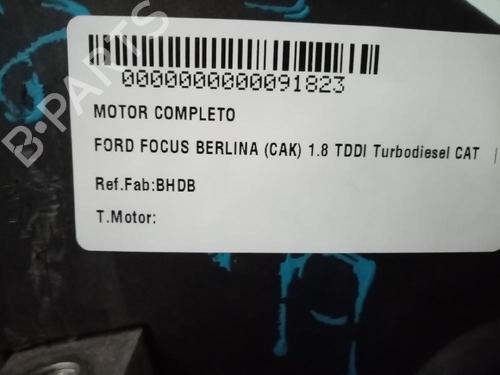 0000000000091823
MOTOR COMPLETO
FORD FOCUS BERLINA (CAK) 1.8 TDDI Turbodiesel CAT
Ref.Fab:BHDB
T.Motor:
B-PARTS